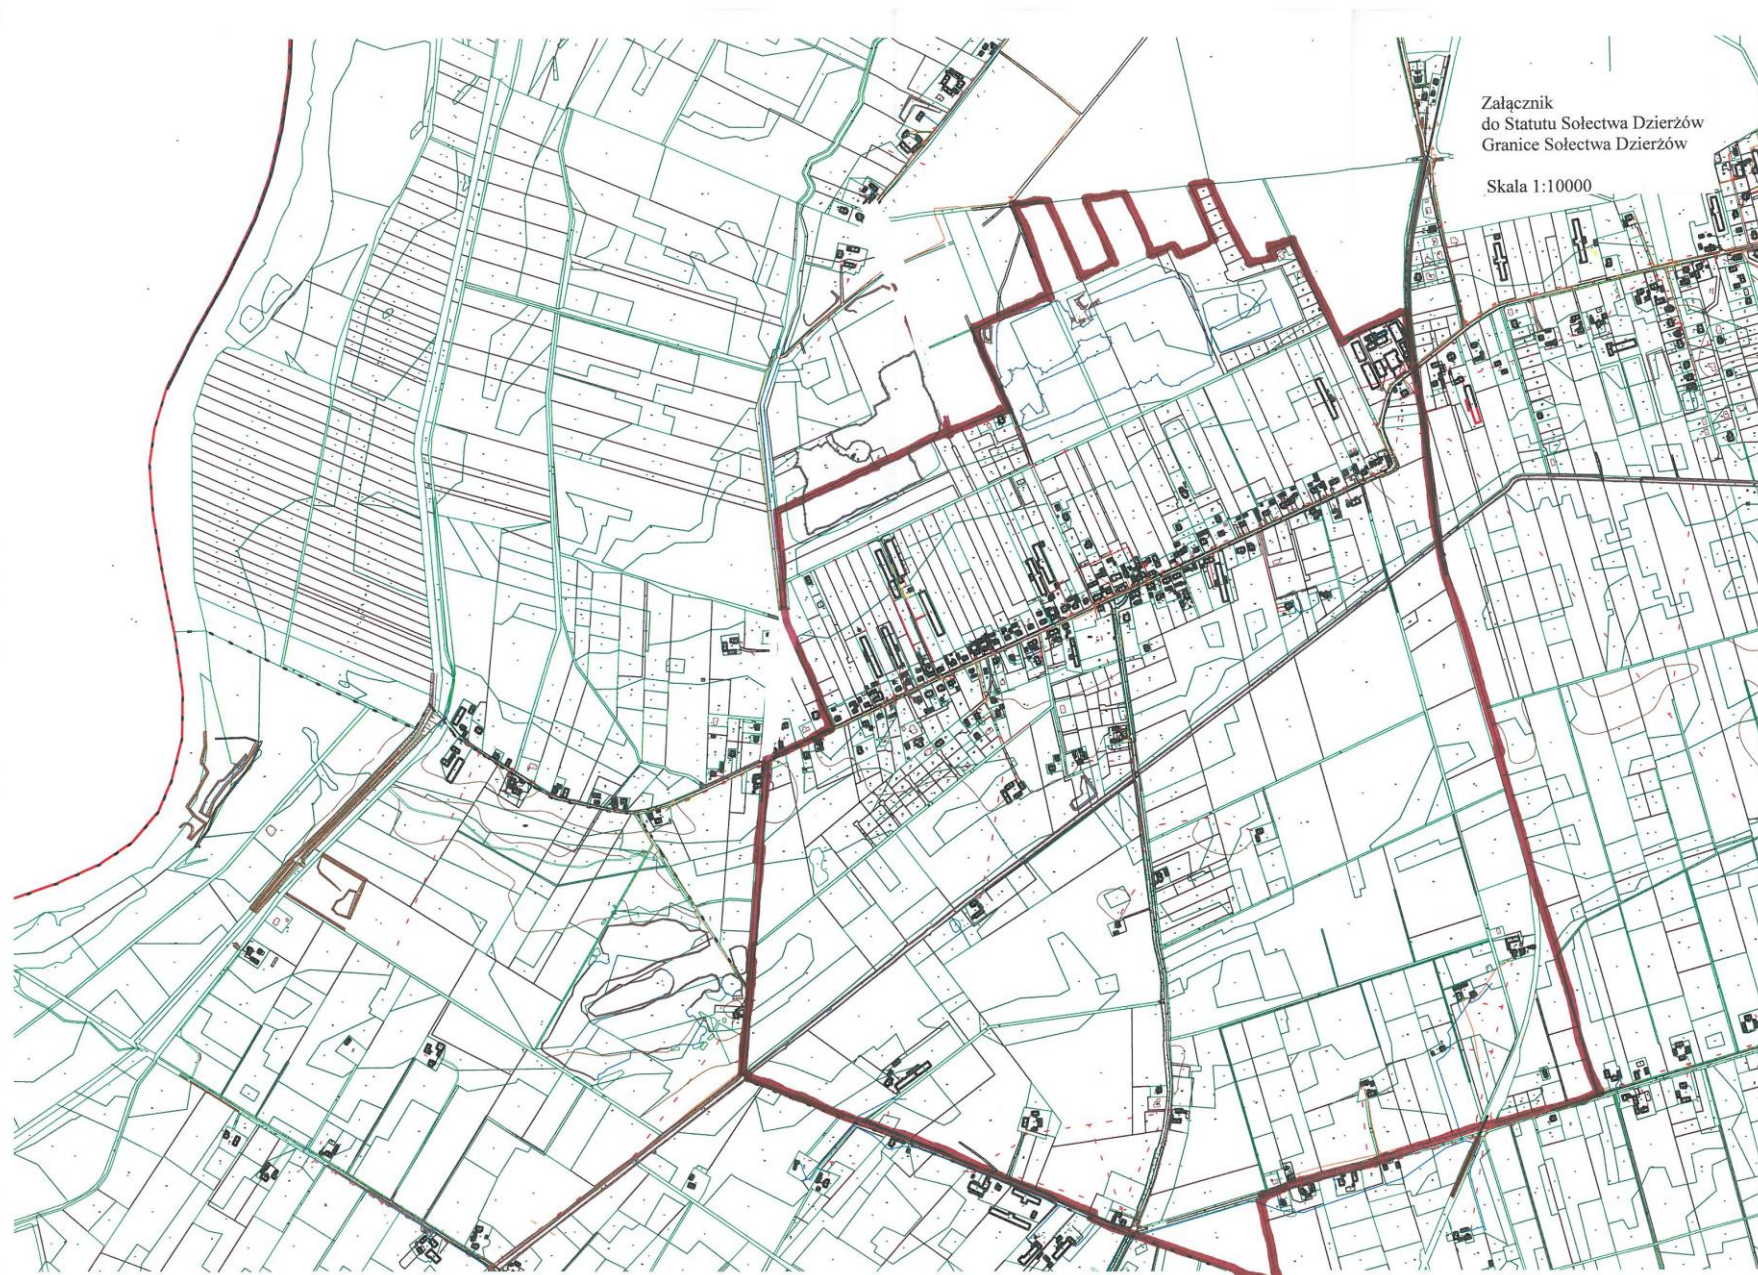 Załącznik
do Statutu Sołectwa Dzierżów
Granice Sołectwa Dzierżów
Skala 1:10000